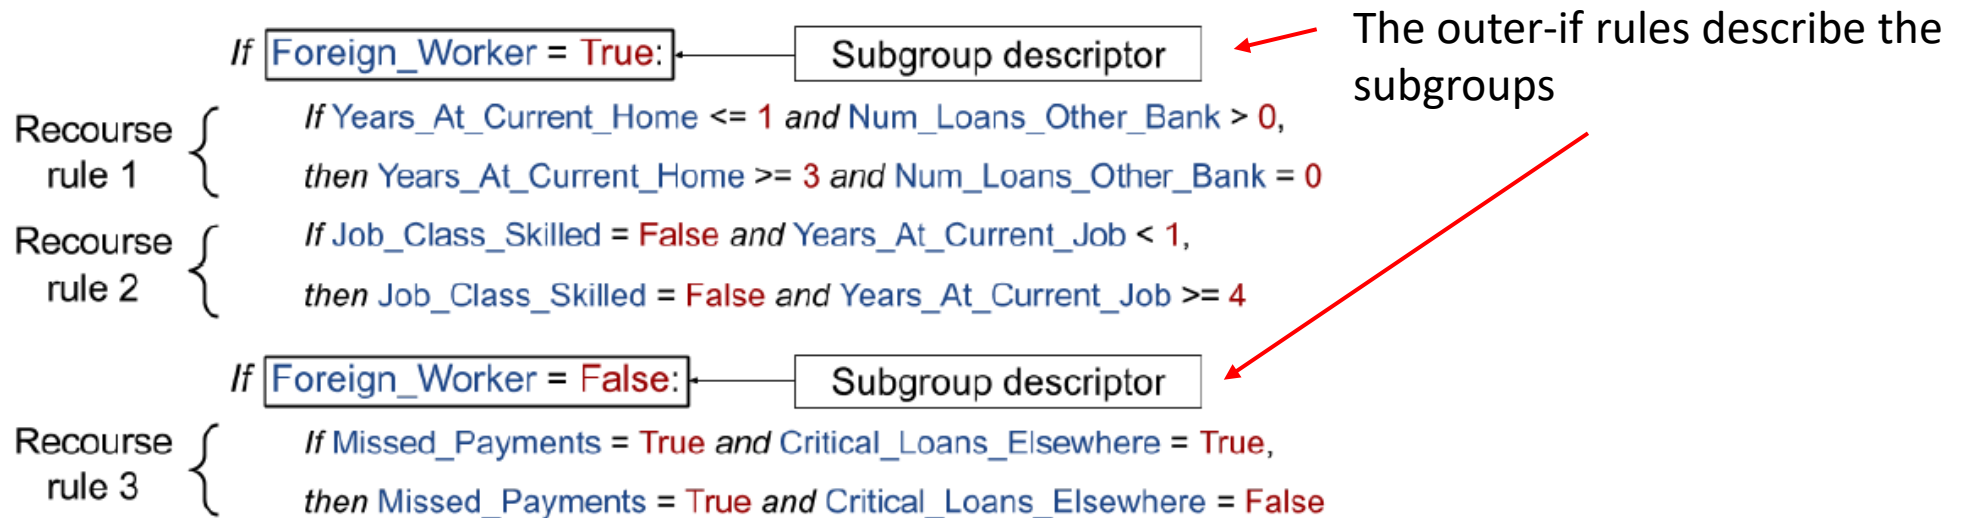 The outer-if rules describe the
subgroups
If Foreign_Worker = True:
Subgroup descriptor
Recourse
rule 1
If Years_At_Current_Home <= 1 and Num_Loans_Other_Bank > 0,
then Years_At_Current_Home >= 3 and Num_Loans_Other_Bank = 0
Recourse
rule 2
If Job_Class_Skilled = False and Years_At_Current_Job < 1,
then Job_Class_Skilled = False and Years_At_Current_Job >= 4
If Foreign_Worker = False:
Subgroup descriptor
Recourse
rule 3
If Missed_Payments = True and Critical_Loans_Elsewhere = True,
then Missed_Payments = True and Critical_Loans_Elsewhere = False